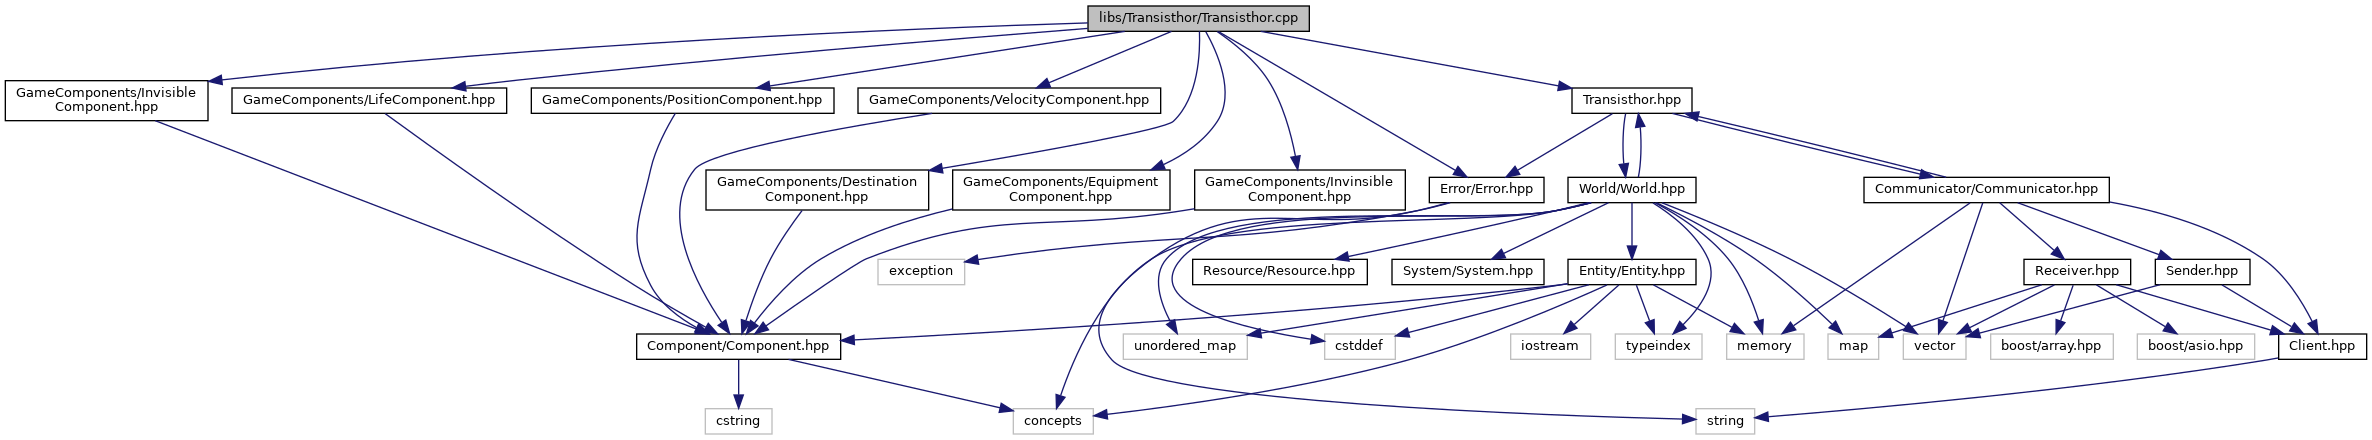 libs/Transisthor/Transisthor.cpp
GameComponents/Invisible
Component.hpp
GameComponents/LifeComponent.hpp
GameComponents/PositionComponent.hpp
GameComponents/VelocityComponent.hpp
Transisthor.hpp
GameComponents/Destination
Component.hpp
GameComponents/Equipment
Component.hpp
GameComponents/Invinsible
Component.hpp
Error/Error.hpp
World/World.hpp
Communicator/Communicator.hpp
exception
Resource/Resource.hpp
System/System.hpp
Entity/Entity.hpp
Receiver.hpp
Sender.hpp
Component/Component.hpp
unordered_map
cstddef
iostream
typeindex
memory
map
vector
boost/array.hpp
boost/asio.hpp
Client.hpp
cstring
concepts
string